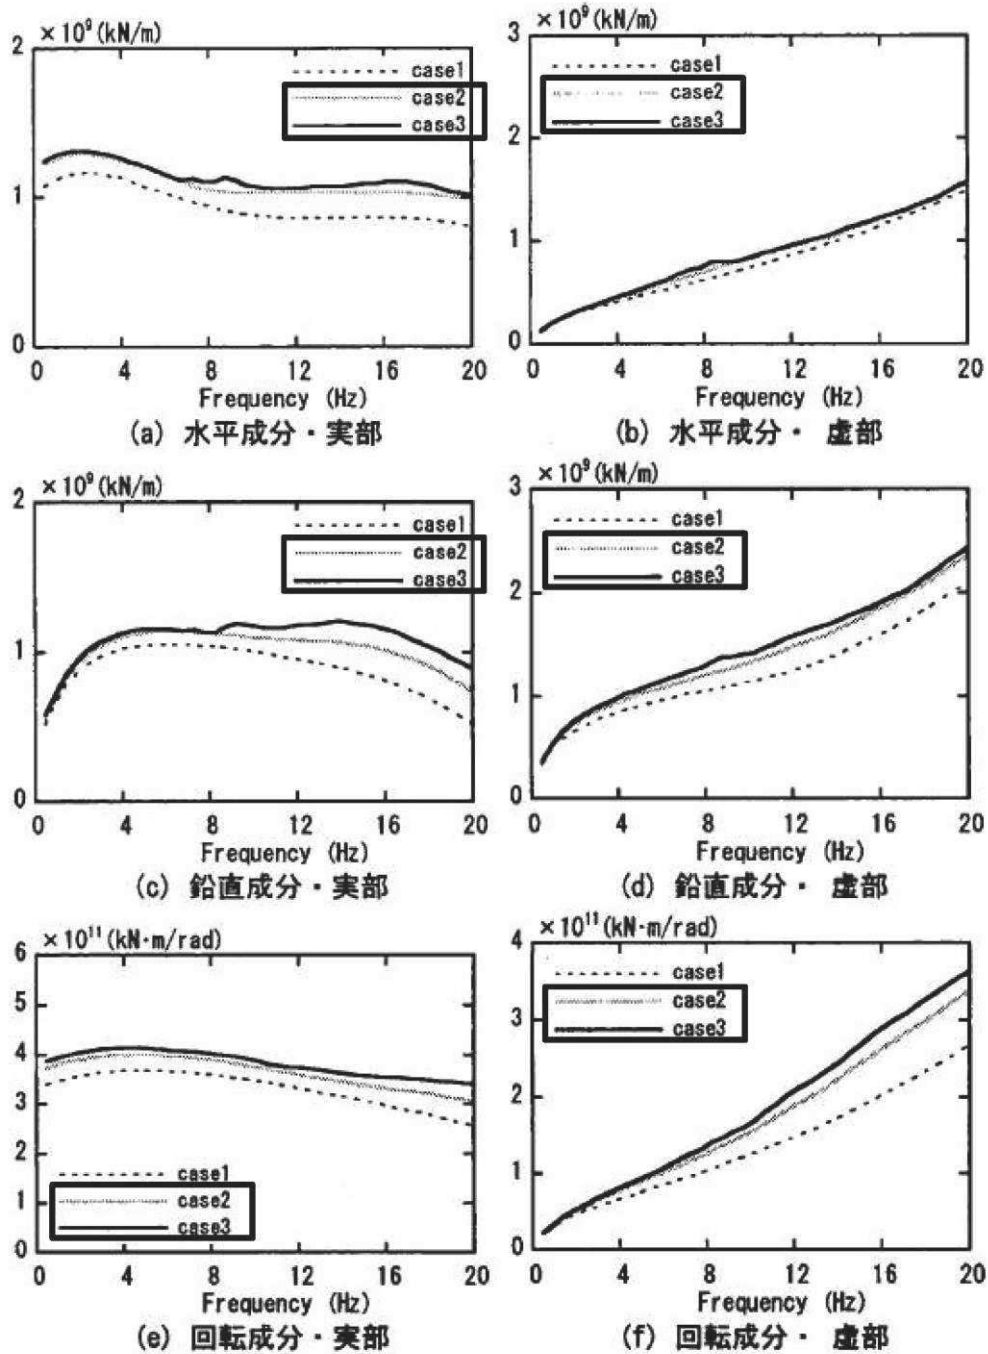 ×10⁹(kN/m)
2
1
0
case1
case2
case3
0 4 8 12 16 20
Frequency (Hz)
(a) 水平成分・実部
×10⁹(kN/m)
3
2
1
0
case1
case2
case3
0 4 8 12 16 20
Frequency (Hz)
(b) 水平成分・ 虚部
×10⁹(kN/m)
2
1
0
case1
case2
case3
0 4 8 12 16 20
Frequency (Hz)
(c) 鉛直成分・実部
×10⁹(kN/m)
3
2
1
0
case1
case2
case3
0 4 8 12 16 20
Frequency (Hz)
(d) 鉛直成分・ 虚部
×10¹¹(kN·m/rad)
6
5
4
3
2
1
0
case1
case2
case3
0 4 8 12 16 20
Frequency (Hz)
(e) 回転成分・実部
×10¹¹(kN·m/rad)
4
3
2
1
0
case1
case2
case3
0 4 8 12 16 20
Frequency (Hz)
(f) 回転成分・ 虚部